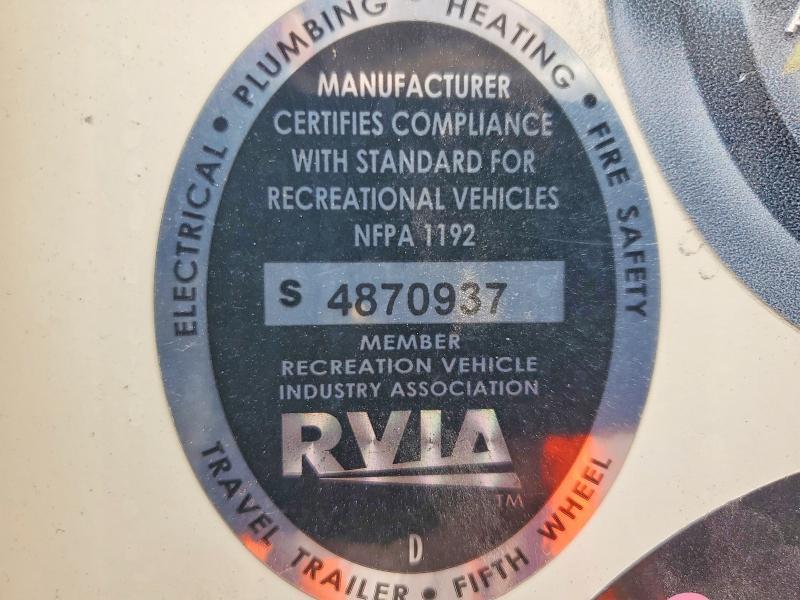 ELECTRICAL • PLUMBING • HEATING • FIRE SAFETY
MANUFACTURER
CERTIFIES COMPLIANCE
WITH STANDARD FOR
RECREATIONAL VEHICLES
NFPA 1192
S 4870937
MEMBER
RECREATION VEHICLE
INDUSTRY ASSOCIATION
RVIA
TM
D
TRAVEL TRAILER • FIFTH WHEEL